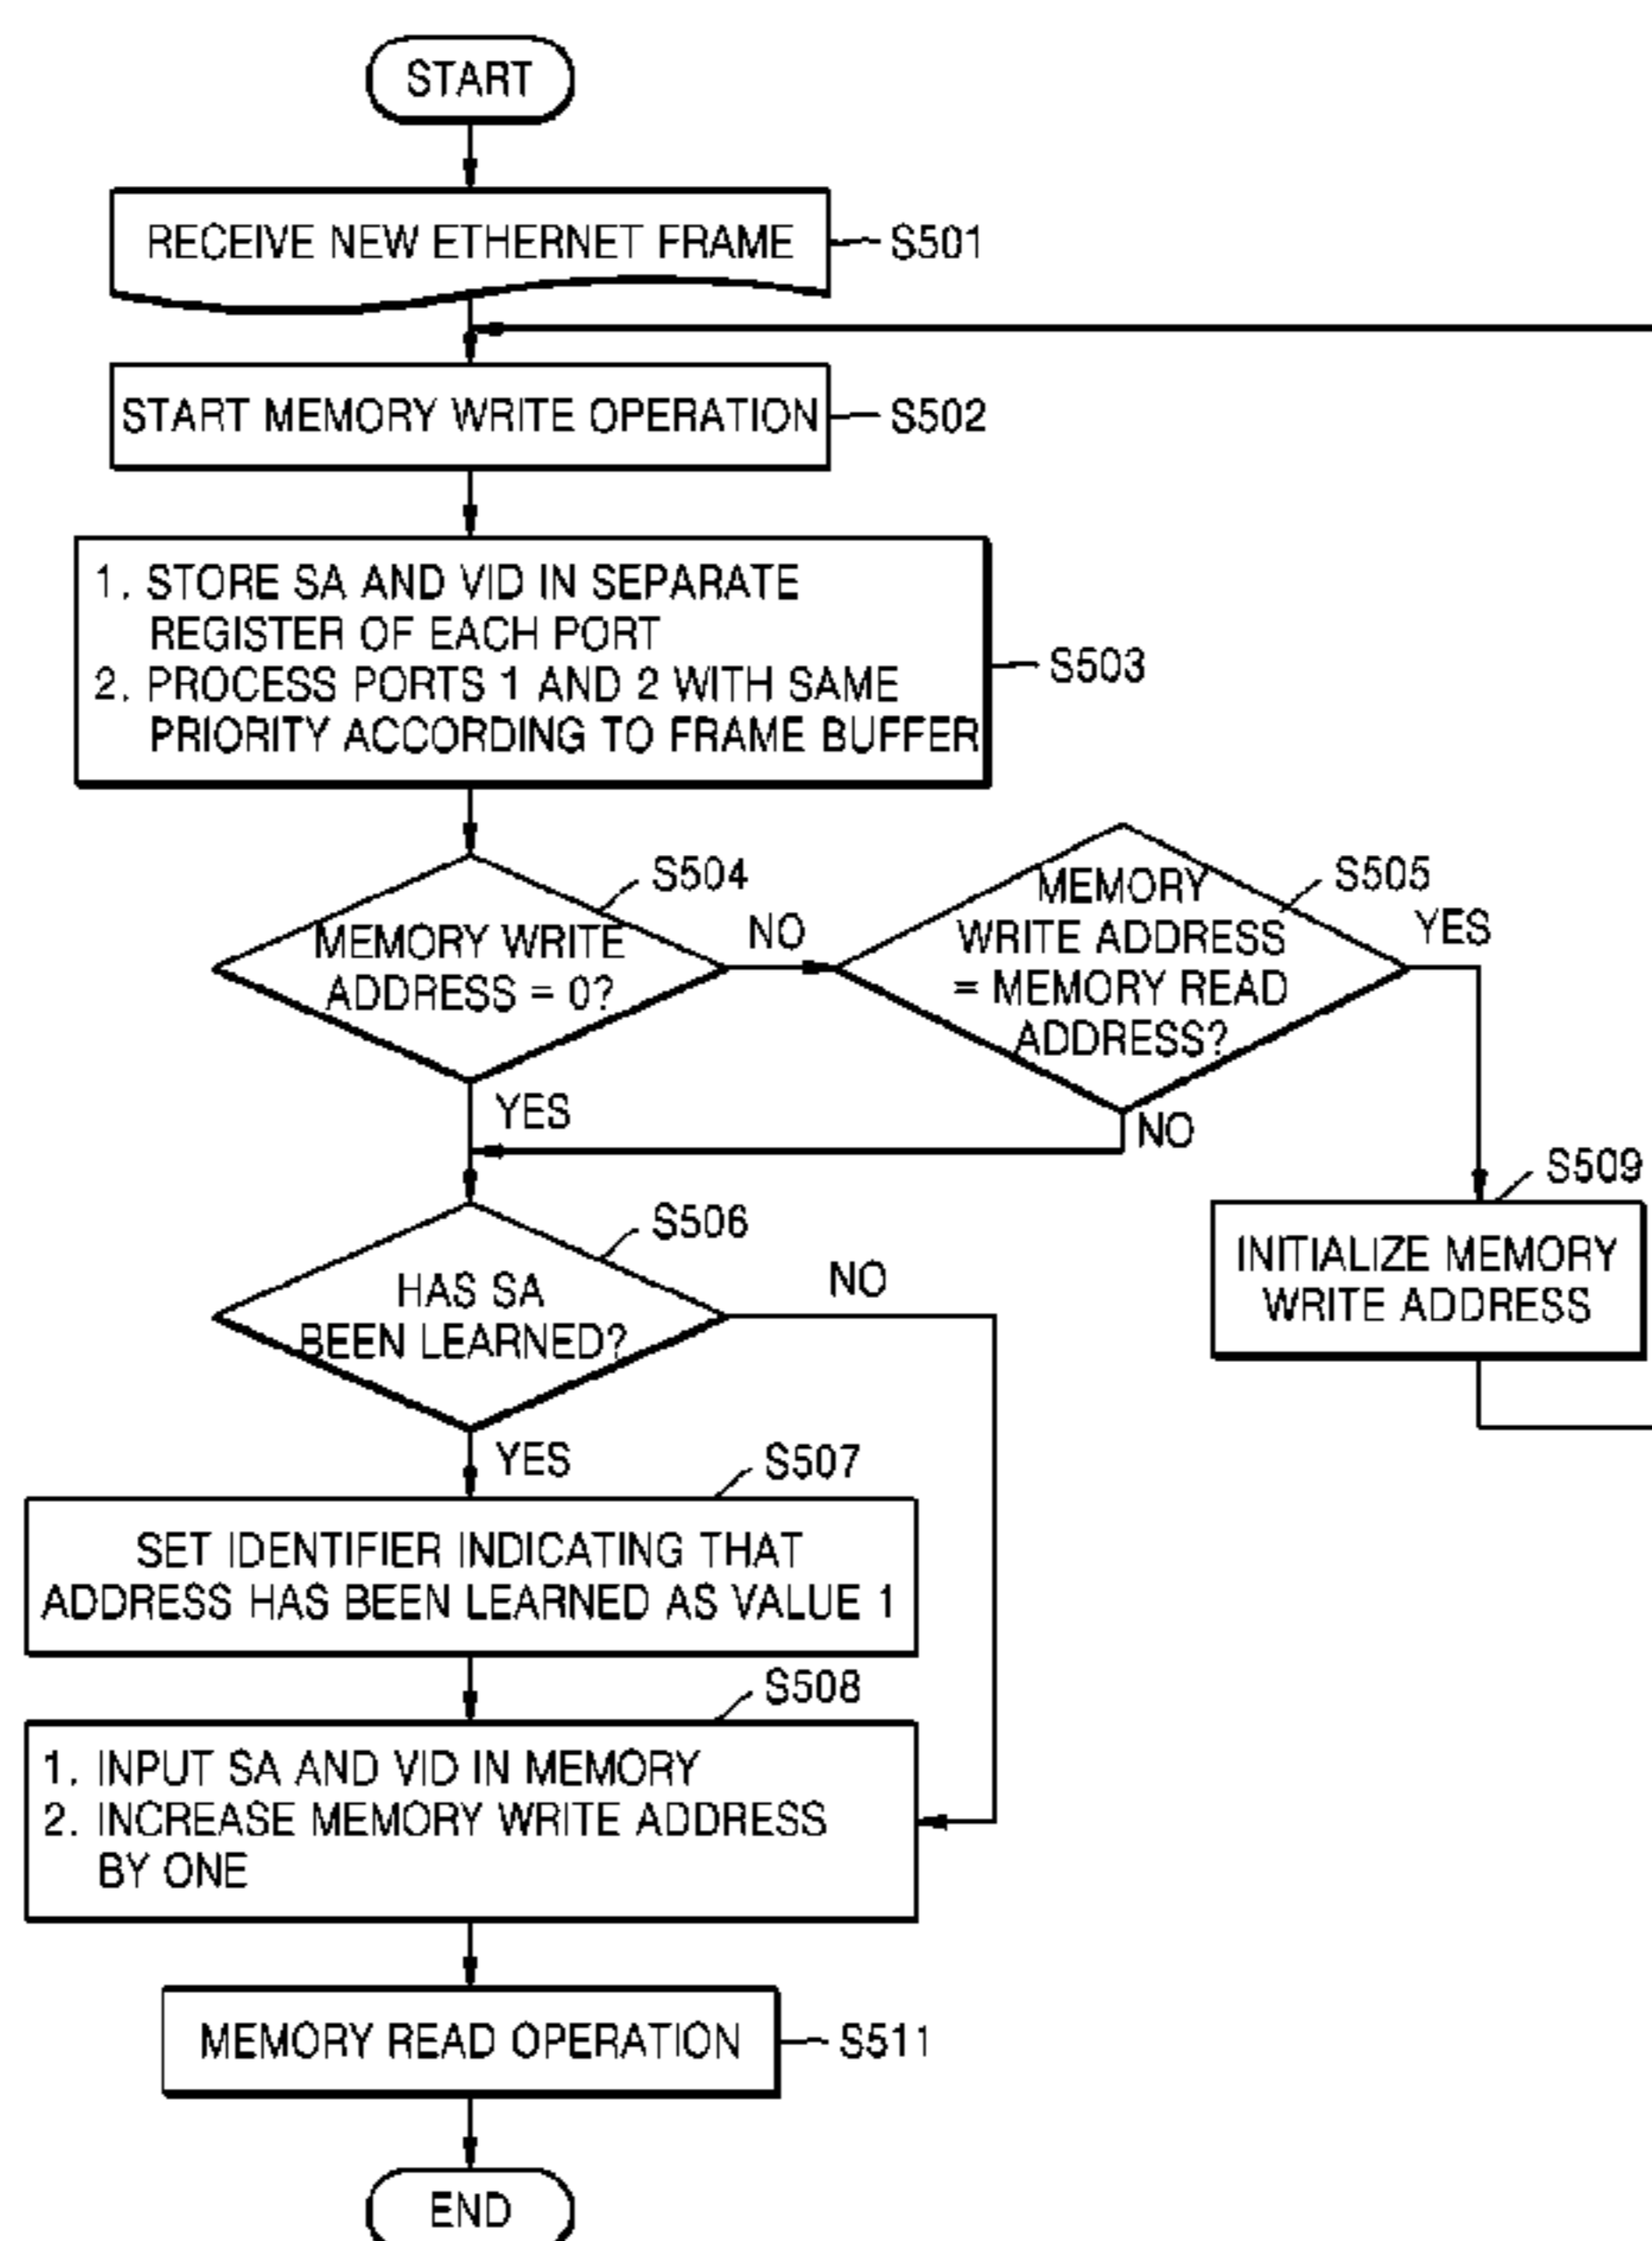 START
RECEIVE NEW ETHERNET FRAME
S501
START MEMORY WRITE OPERATION
S502
1. STORE SA AND VID IN SEPARATE
REGISTER OF EACH PORT
2. PROCESS PORTS 1 AND 2 WITH SAME
PRIORITY ACCORDING TO FRAME BUFFER
S503
S504
MEMORY WRITE
ADDRESS = 0?
NO
YES
S505
MEMORY
WRITE ADDRESS
= MEMORY READ
ADDRESS?
YES
NO
S509
INITIALIZE MEMORY
WRITE ADDRESS
S506
HAS SA
BEEN LEARNED?
NO
YES
S507
SET IDENTIFIER INDICATING THAT
ADDRESS HAS BEEN LEARNED AS VALUE 1
S508
1. INPUT SA AND VID IN MEMORY
2. INCREASE MEMORY WRITE ADDRESS
BY ONE
MEMORY READ OPERATION
S511
END